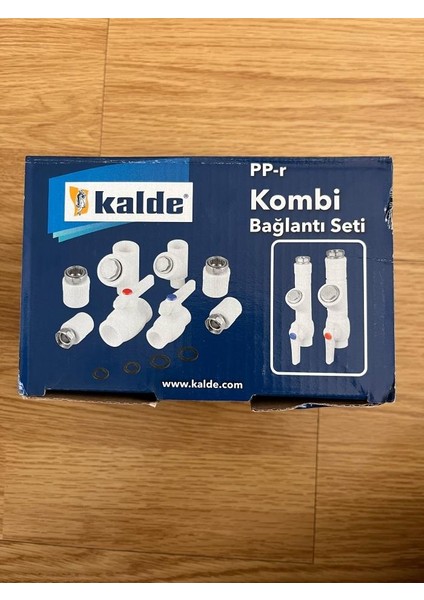 kalde®
PP-r
Kombi
Bağlantı Seti
www.kalde.com